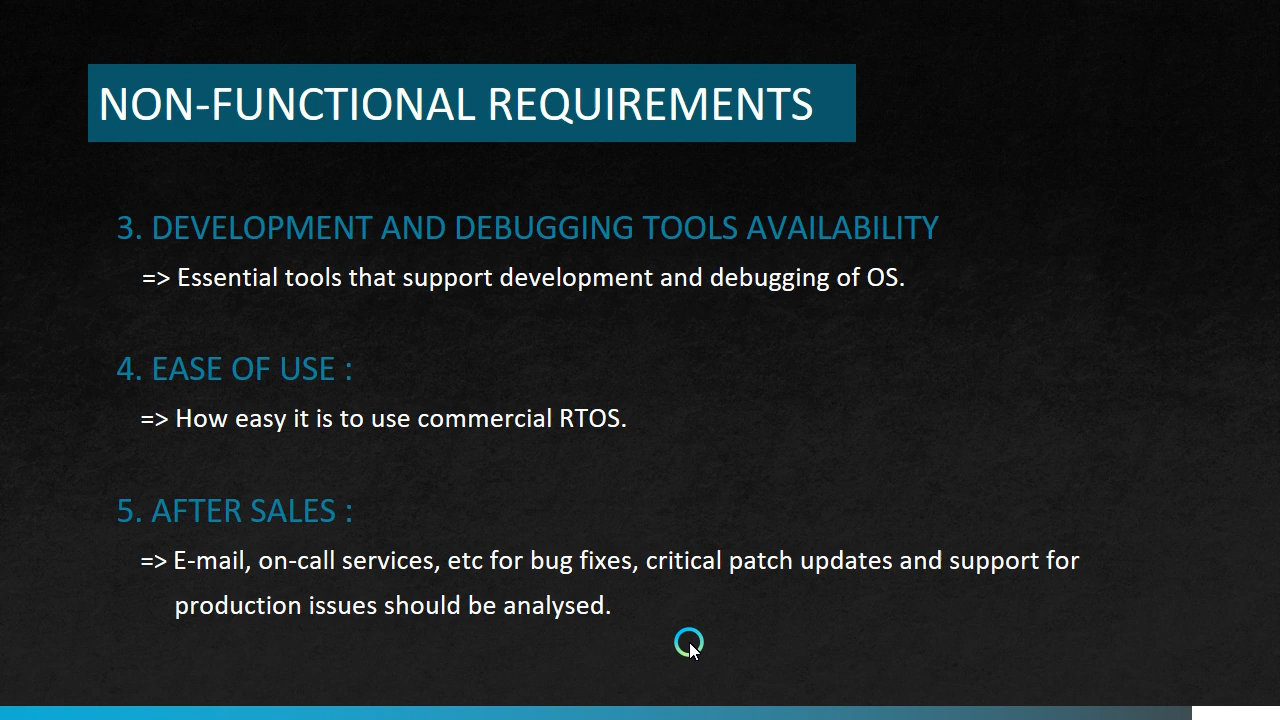 NON-FUNCTIONAL REQUIREMENTS
3. DEVELOPMENT AND DEBUGGING TOOLS AVAILABILITY
=> Essential tools that support development and debugging of OS.
4. EASE OF USE :
=> How easy it is to use commercial RTOS.
5. AFTER SALES :
=> E-mail, on-call services, etc for bug fixes, critical patch updates and support for
production issues should be analysed.